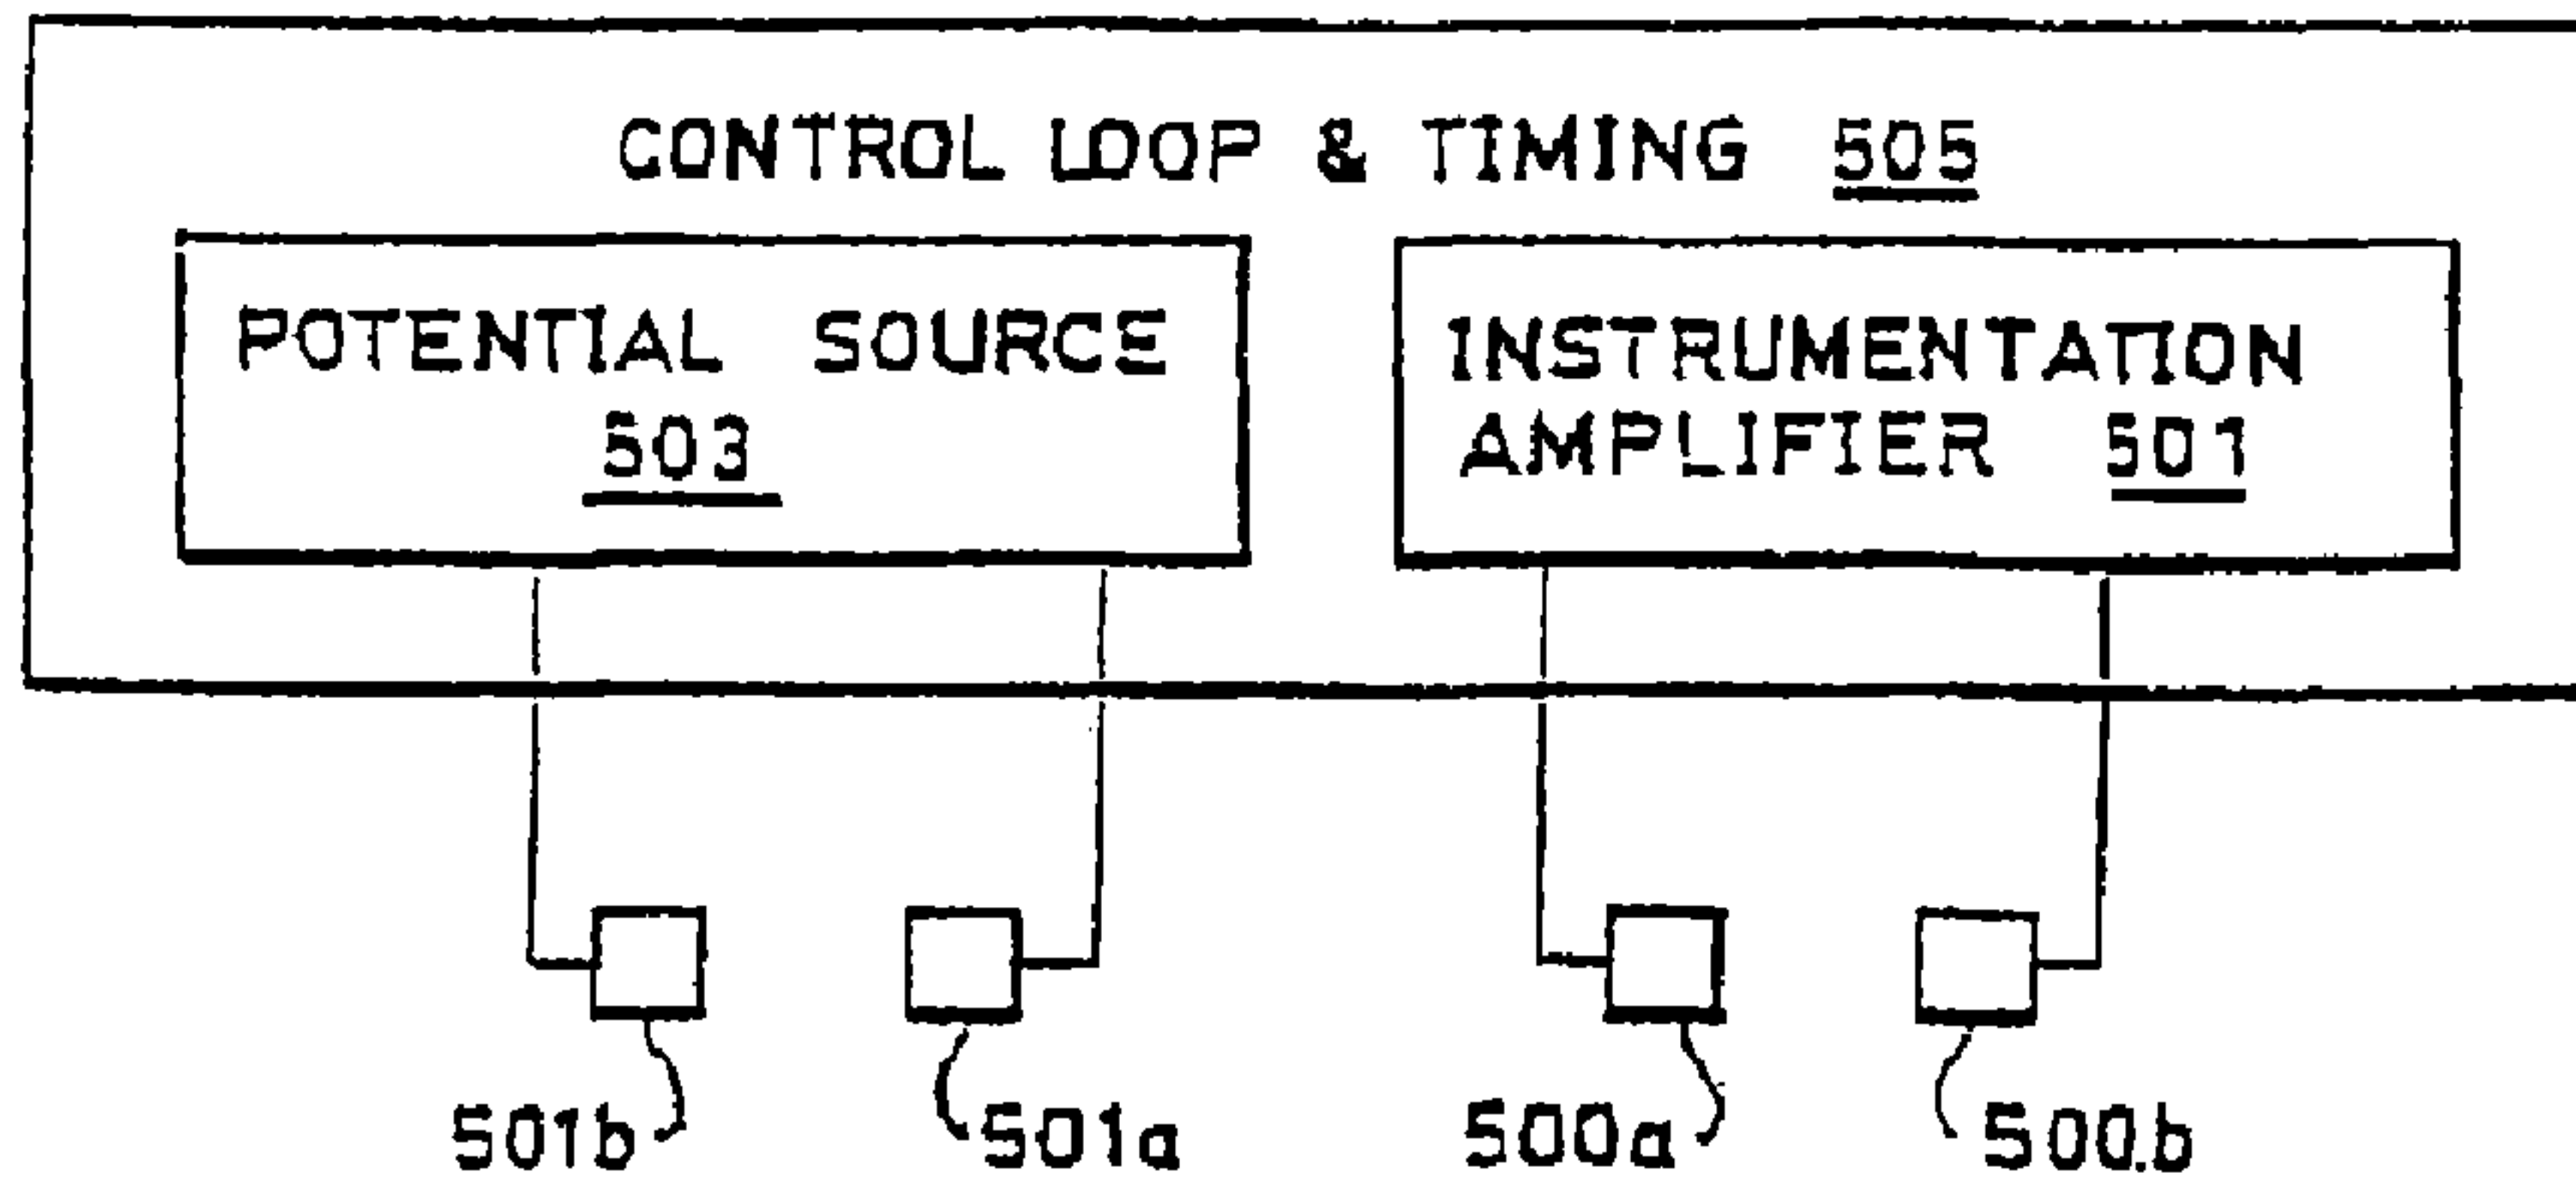 CONTROL LOOP & TIMING 505
POTENTIAL SOURCE
503
INSTRUMENTATION
AMPLIFIER 501
501b
501a
500a
500b